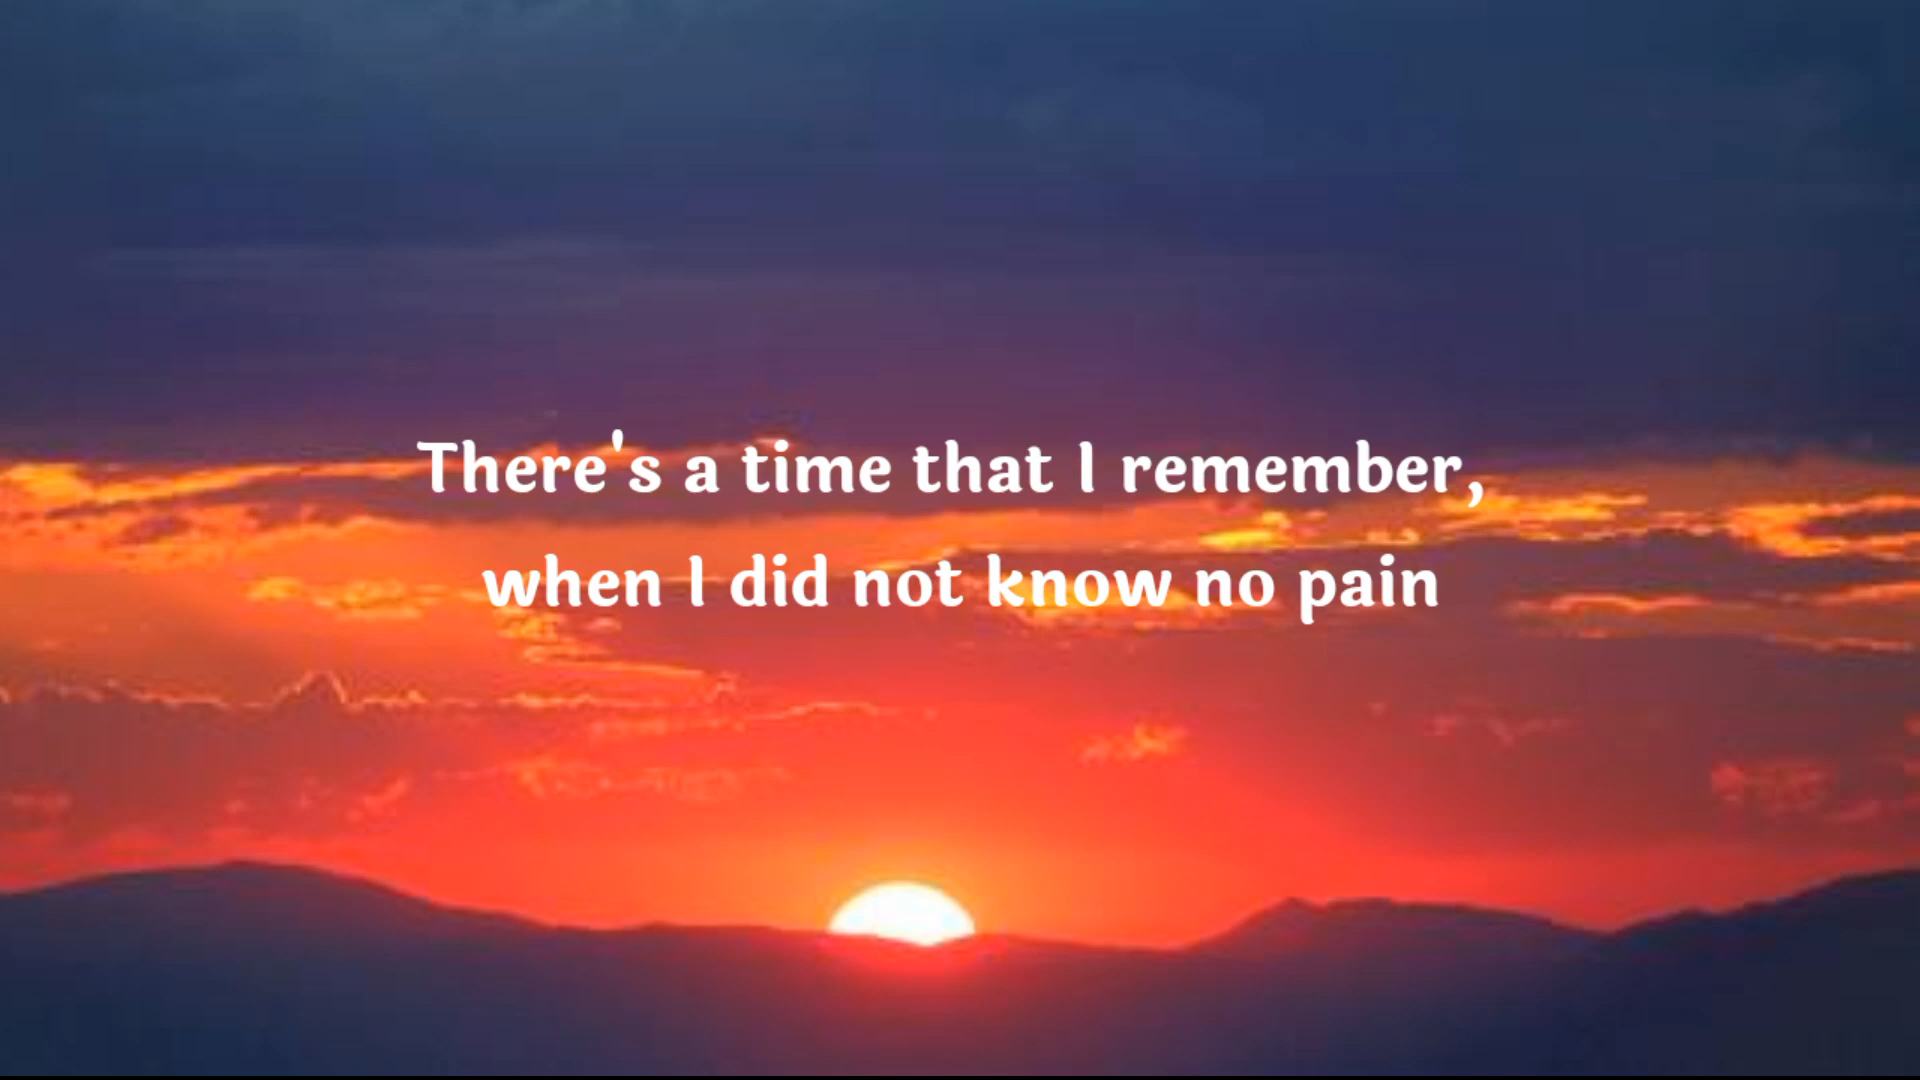 There's a time that I remember,
when I did not know no pain